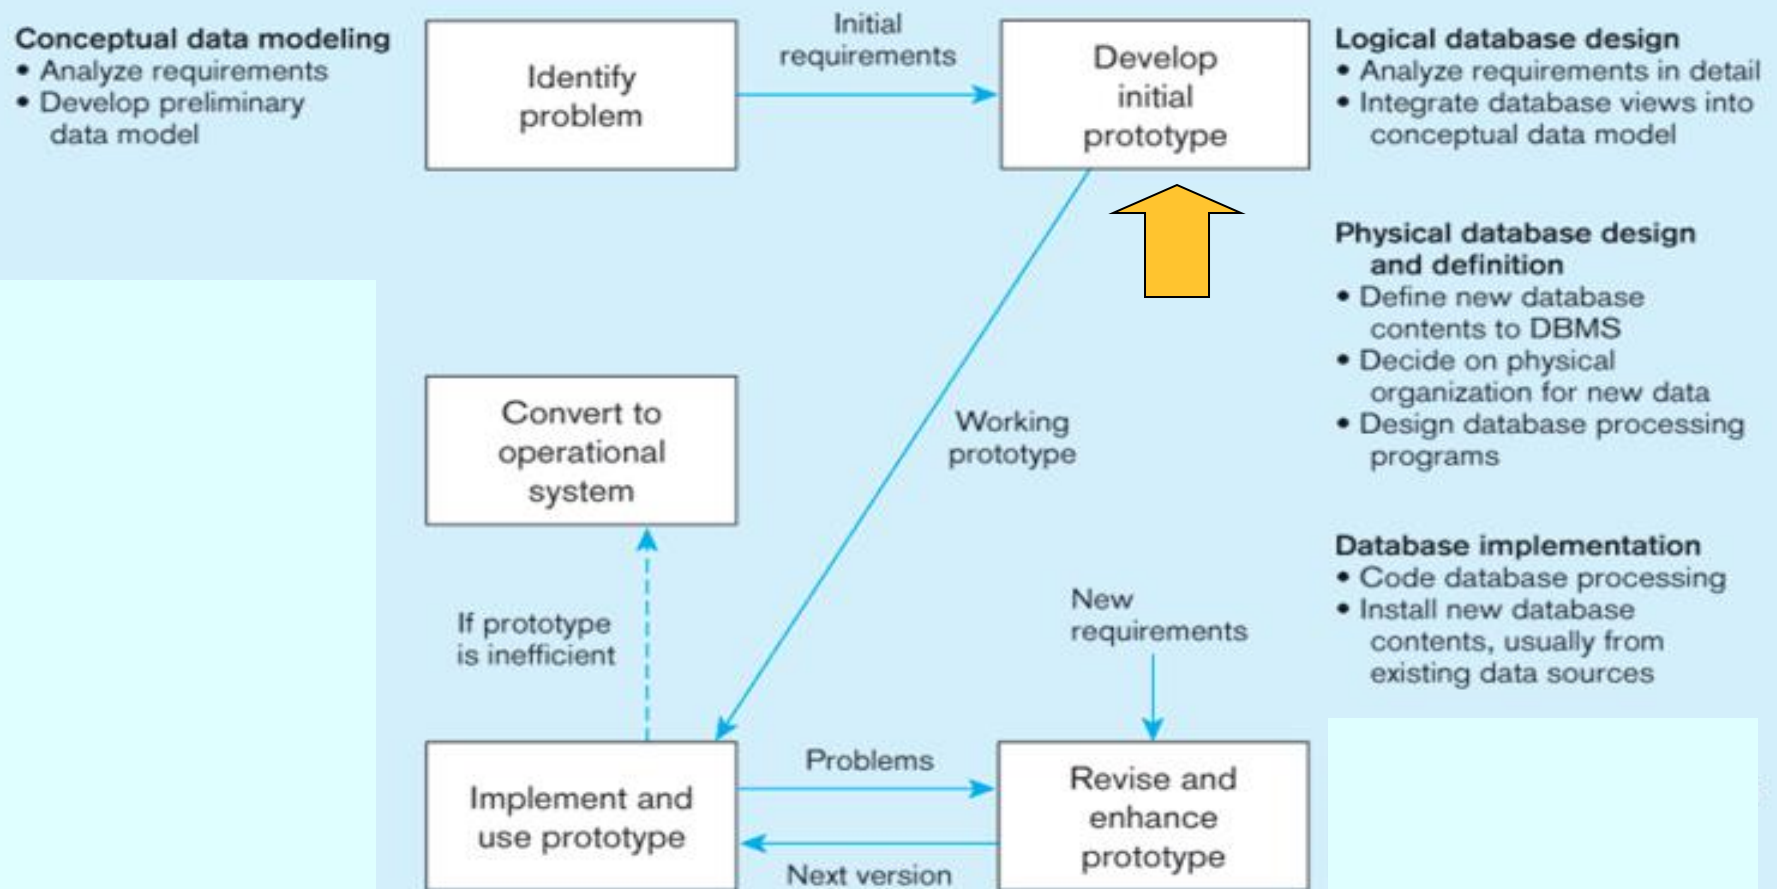 Conceptual data modeling
• Analyze requirements
• Develop preliminary
data model
Identify
problem
Initial
requirements
Develop
initial
prototype
Logical database design
• Analyze requirements in detail
• Integrate database views into
conceptual data model
Physical database design
and definition
• Define new database
contents to DBMS
• Decide on physical
organization for new data
• Design database processing
programs
Convert to
operational
system
Working
prototype
Database implementation
• Code database processing
• Install new database
contents, usually from
existing data sources
If prototype
is inefficient
New
requirements
Implement and
use prototype
Problems
Next version
Revise and
enhance
prototype